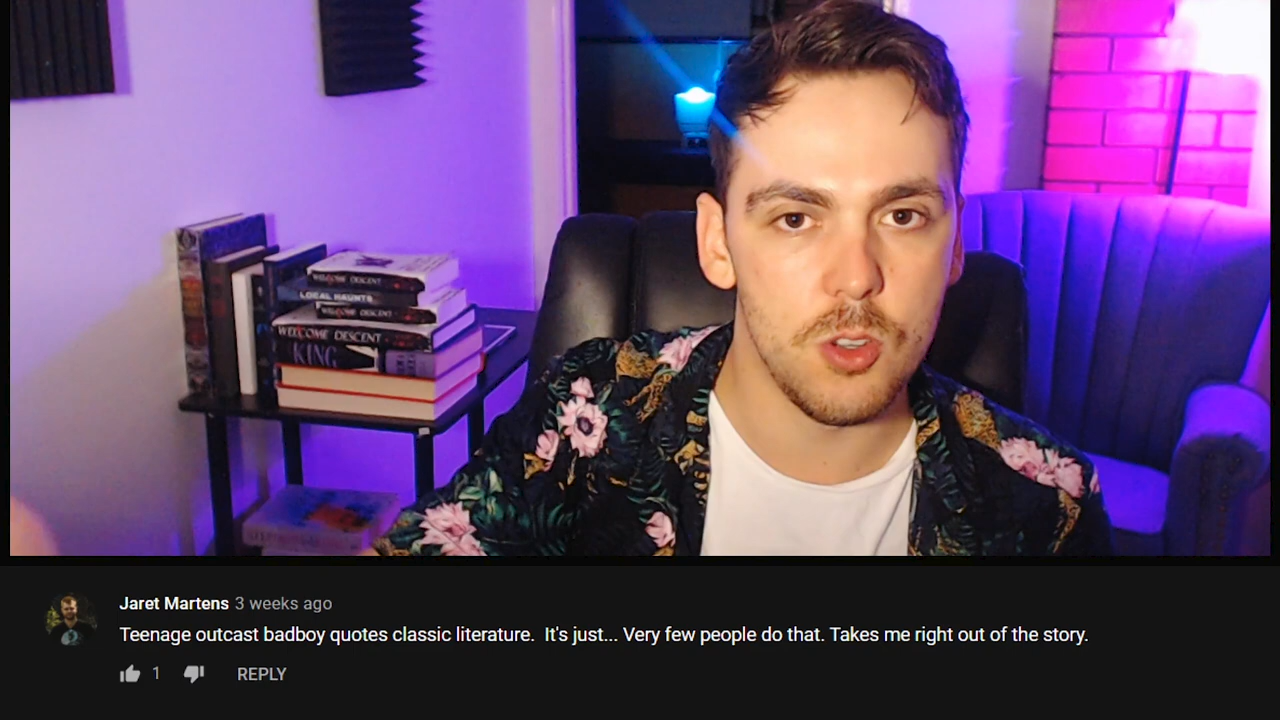 WELCOME DESCENT
LOCAL HAUNTS
WELCOME DESCENT
WELCOME DESCENT
KING
Jaret Martens 3 weeks ago
Teenage outcast badboy quotes classic literature.  It's just... Very few people do that. Takes me right out of the story.
1
REPLY